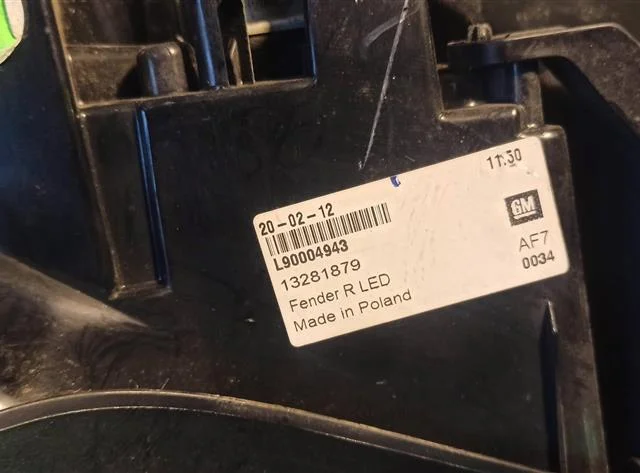 20-02-12
11:30
L90004943
13281879
Fender R LED
Made in Poland
GM
AF7
0034